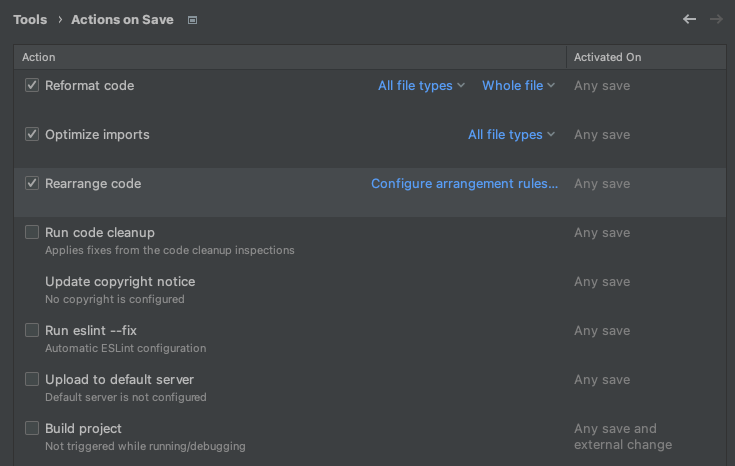 Tools › Actions on Save
Action Activated On
Reformat code All file types Whole file Any save
Optimize imports All file types Any save
Rearrange code Configure arrangement rules... Any save
Run code cleanup Any save
Applies fixes from the code cleanup inspections
Update copyright notice Any save
No copyright is configured
Run eslint --fix Any save
Automatic ESLint configuration
Upload to default server Any save
Default server is not configured
Build project Any save and
Not triggered while running/debugging external change